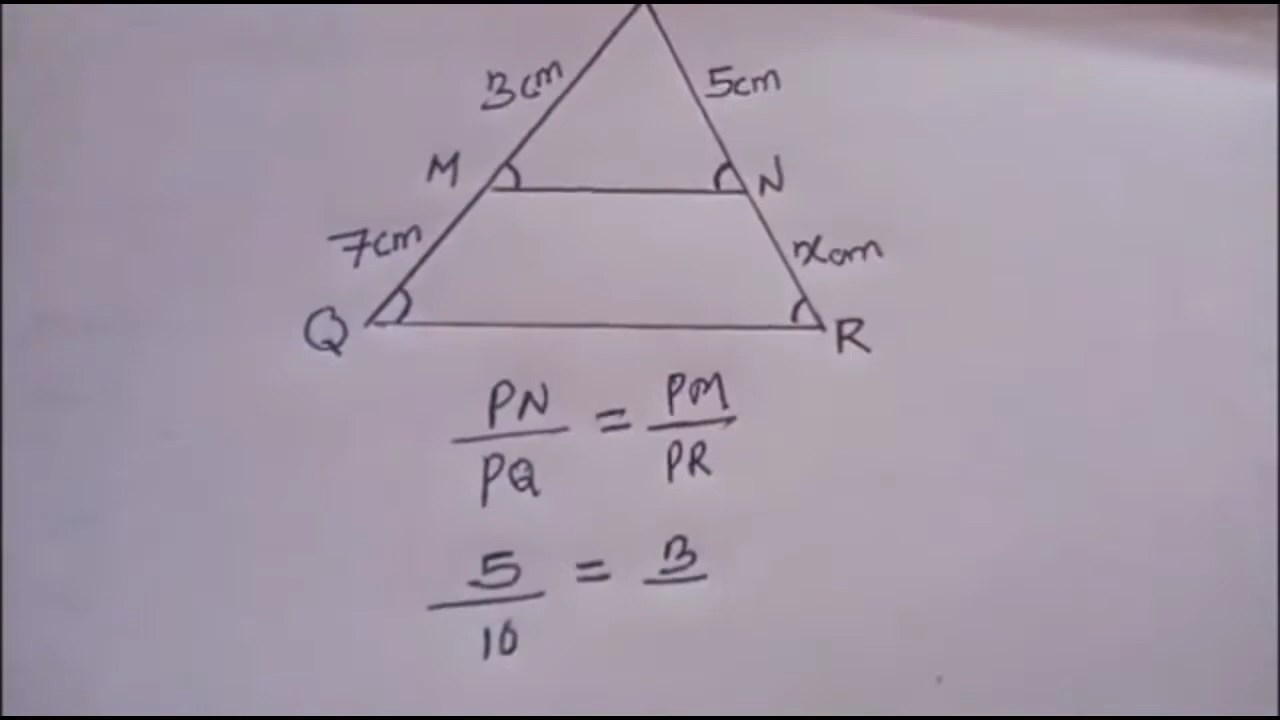 3cm 5cm
M N
7cm xcm
Q R
PN = PM
PQ PR
5 = 3
10